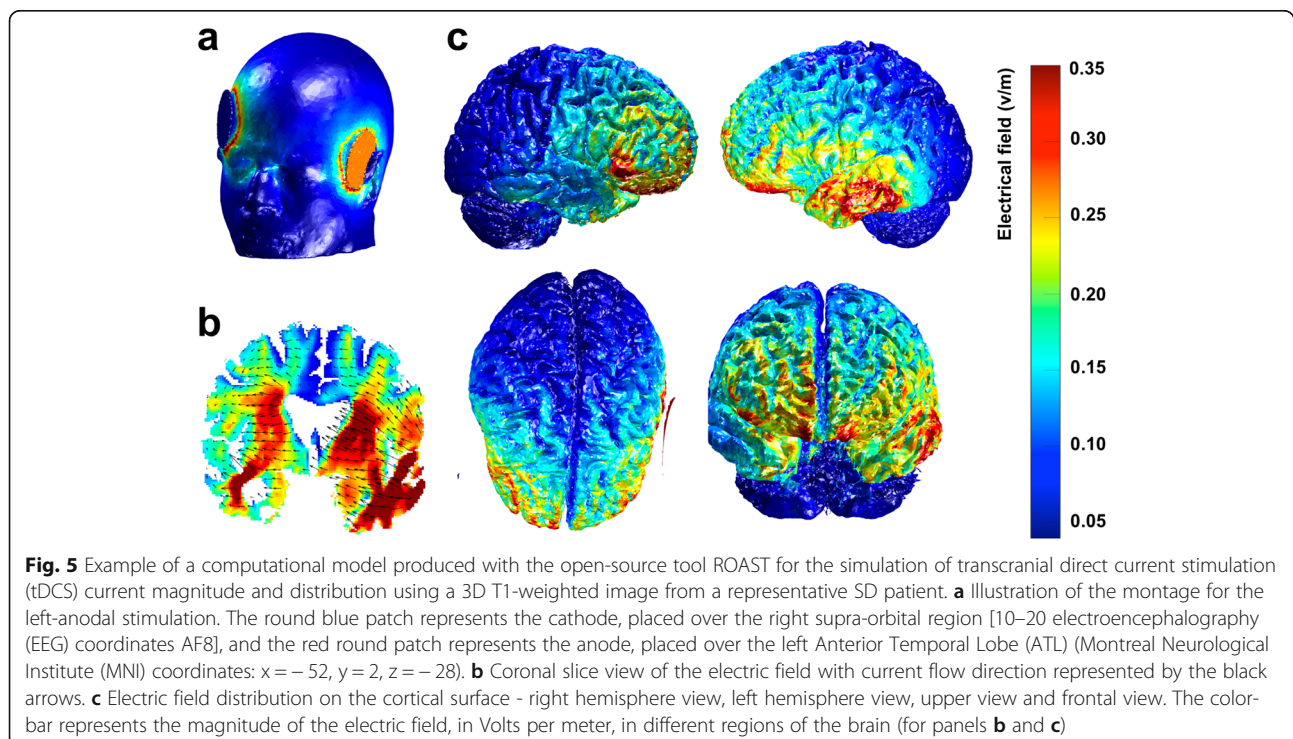 a
c
b
Electrical field (v/m)
0.35
0.30
0.25
0.20
0.15
0.10
0.05
Fig. 5 Example of a computational model produced with the open-source tool ROAST for the simulation of transcranial direct current stimulation
(tDCS) current magnitude and distribution using a 3D T1-weighted image from a representative SD patient. a Illustration of the montage for the
left-anodal stimulation. The round blue patch represents the cathode, placed over the right supra-orbital region [10–20 electroencephalography
(EEG) coordinates AF8], and the red round patch represents the anode, placed over the left Anterior Temporal Lobe (ATL) (Montreal Neurological
Institute (MNI) coordinates: x = − 52, y = 2, z = − 28). b Coronal slice view of the electric field with current flow direction represented by the black
arrows. c Electric field distribution on the cortical surface - right hemisphere view, left hemisphere view, upper view and frontal view. The color-
bar represents the magnitude of the electric field, in Volts per meter, in different regions of the brain (for panels b and c)